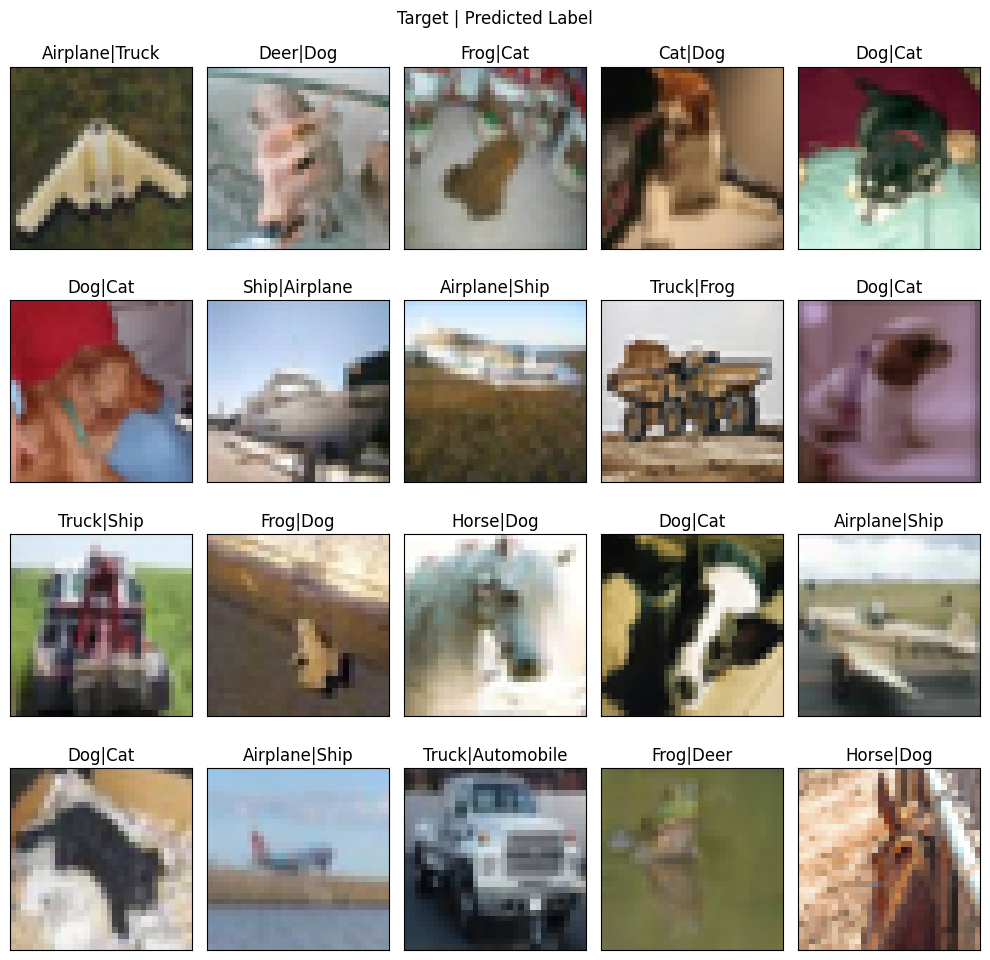 Target | Predicted Label
Airplane|Truck
Deer|Dog
Frog|Cat
Cat|Dog
Dog|Cat
Dog|Cat
Ship|Airplane
Airplane|Ship
Truck|Frog
Dog|Cat
Truck|Ship
Frog|Dog
Horse|Dog
Dog|Cat
Airplane|Ship
Dog|Cat
Airplane|Ship
Truck|Automobile
Frog|Deer
Horse|Dog